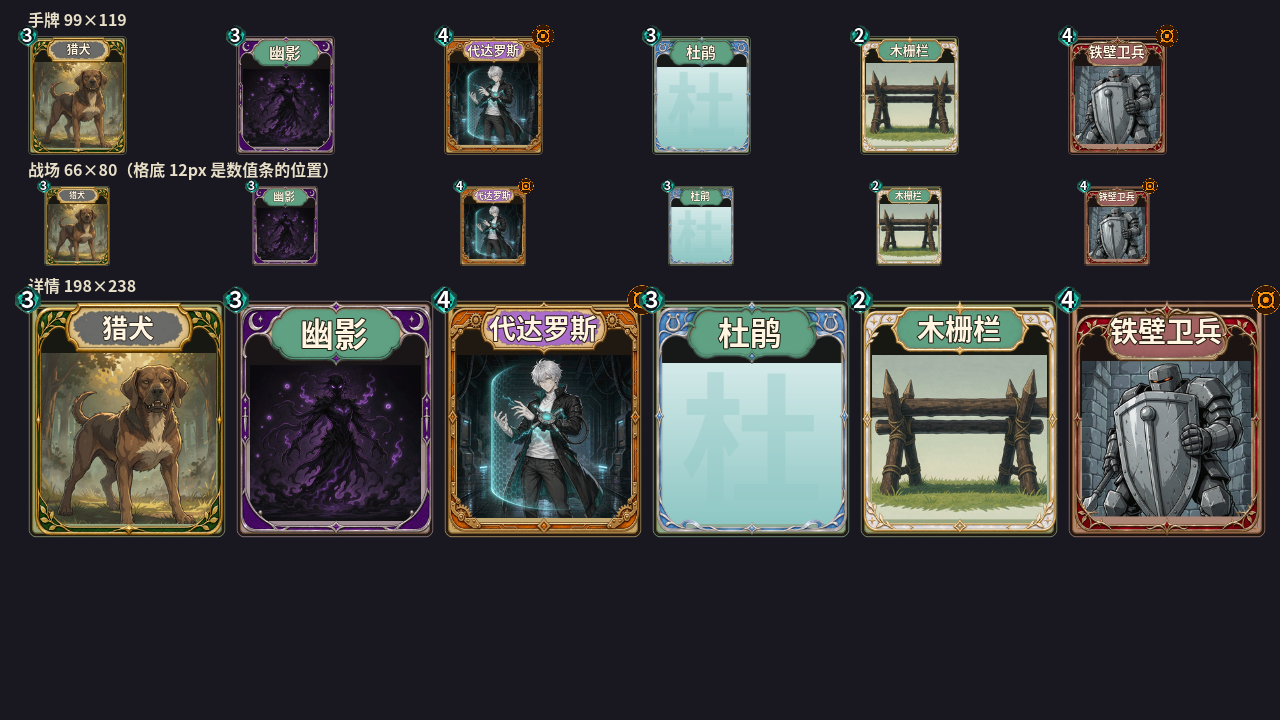 手牌 99×119
3 猎犬
3 幽影
4 代达罗斯
3 杜鹃
杜
2 木栅栏
4 铁壁卫兵
战场 66×80（格底 12px 是数值条的位置）
3 猎犬
3 幽影
4 代达罗斯
3 杜鹃
杜
2 木栅栏
4 铁壁卫兵
详情 198×238
3 猎犬
3 幽影
4 代达罗斯
3 杜鹃
杜
2 木栅栏
4 铁壁卫兵